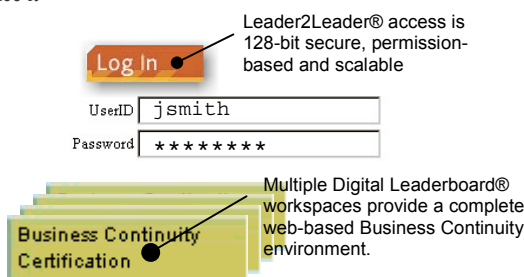 Leader2Leader® access is
128-bit secure, permission-
based and scalable
Log In
UserID jsmith
Password ********
Multiple Digital Leaderboard®
workspaces provide a complete
web-based Business Continuity
environment.
Business Continuity
Certification